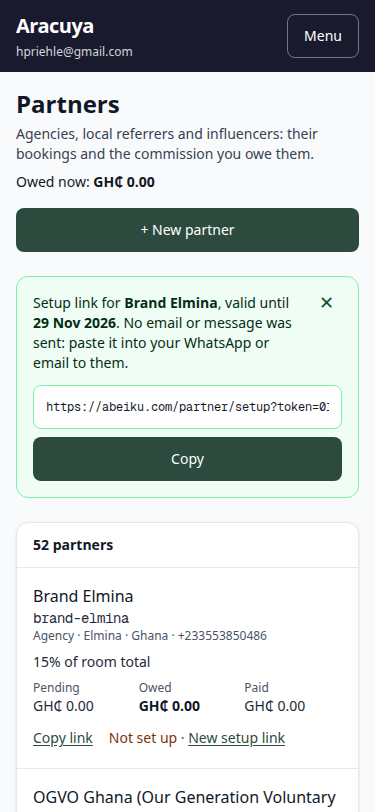 Aracuya
hpriehle@gmail.com
Menu
Partners
Agencies, local referrers and influencers: their
bookings and the commission you owe them.
Owed now: GH₵ 0.00
+ New partner
Setup link for Brand Elmina, valid until
29 Nov 2026. No email or message was
sent: paste it into your WhatsApp or
email to them.
✕
https://abeiku.com/partner/setup?token=0
Copy
52 partners
Brand Elmina
brand-elmina
Agency · Elmina · Ghana · +233553850486
15% of room total
Pending Owed Paid
GH₵ 0.00 GH₵ 0.00 GH₵ 0.00
Copy link Not set up · New setup link
OGVO Ghana (Our Generation Voluntary